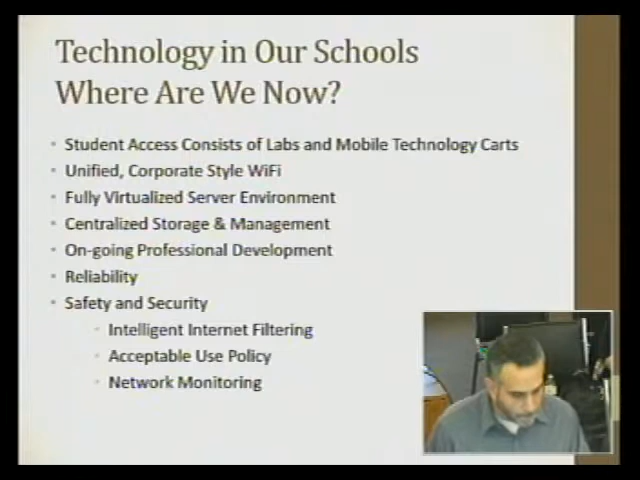 Technology in Our Schools
Where Are We Now?
Student Access Consists of Labs and Mobile Technology Carts
Unified, Corporate Style WiFi
Fully Virtualized Server Environment
Centralized Storage & Management
On-going Professional Development
Reliability
Safety and Security
Intelligent Internet Filtering
Acceptable Use Policy
Network Monitoring